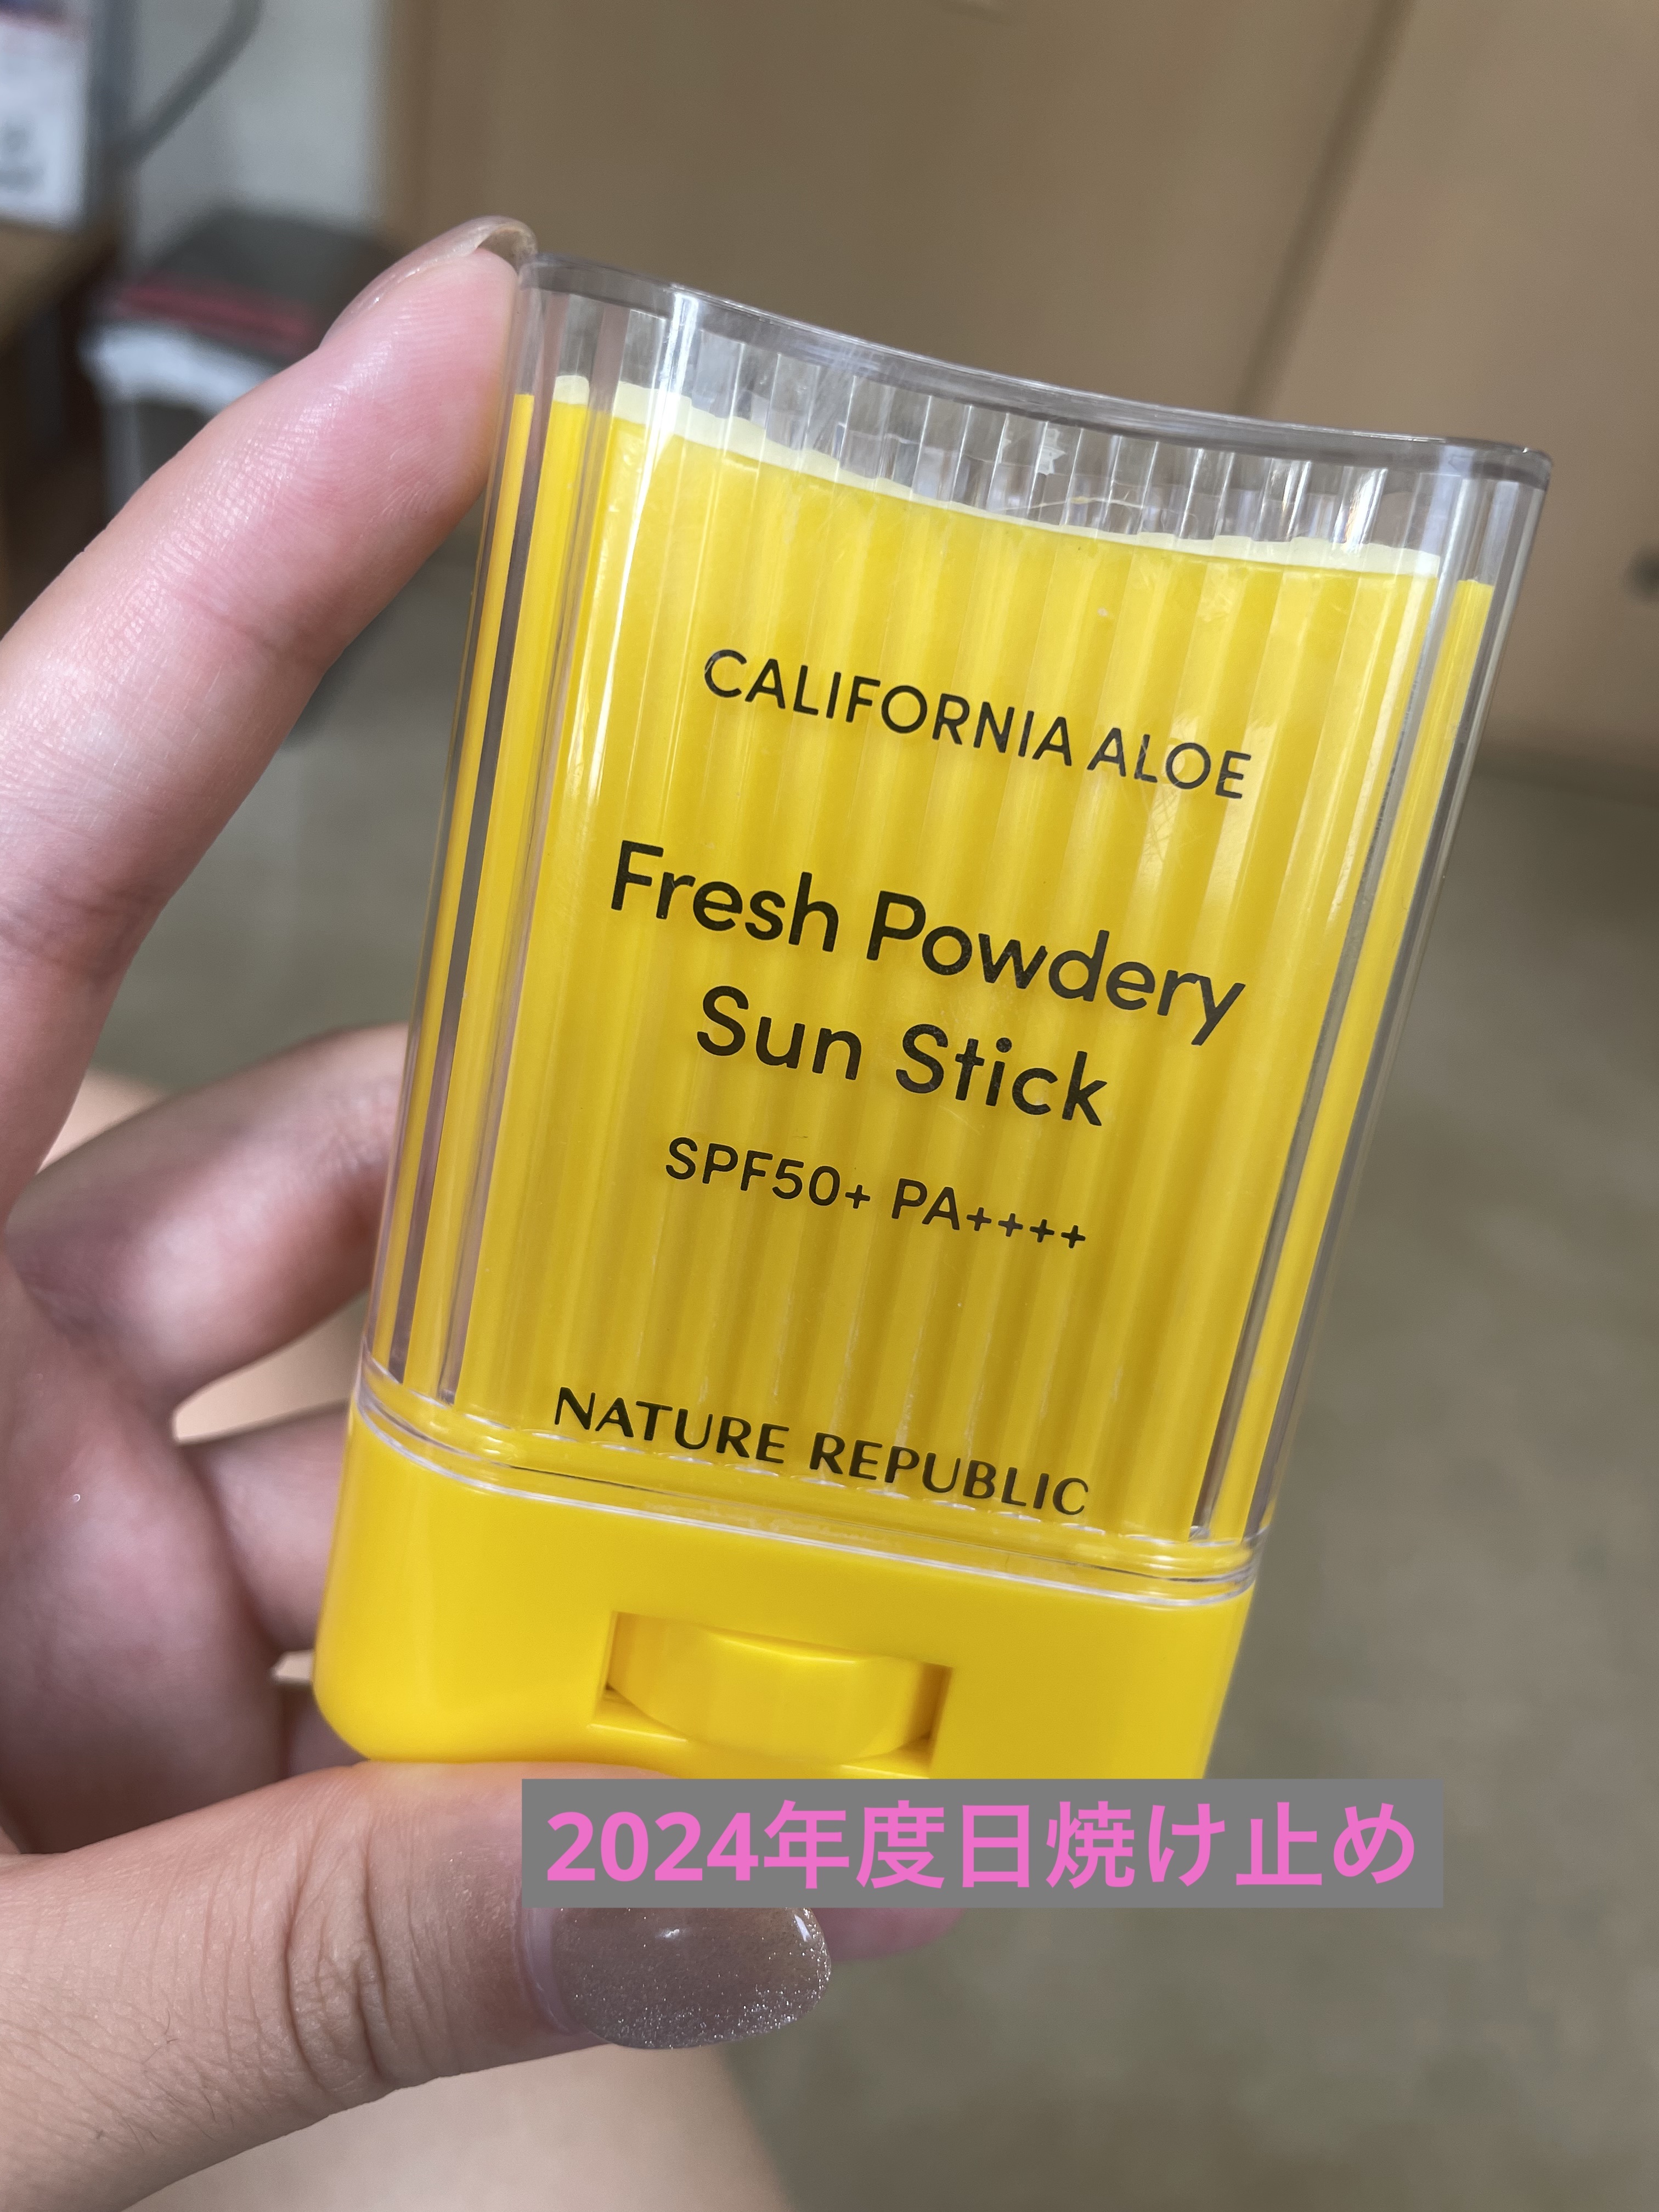 CALIFORNIA ALOE
Fresh Powdery
Sun Stick
SPF50+ PA++++
NATURE REPUBLIC
2024年度日焼け止め